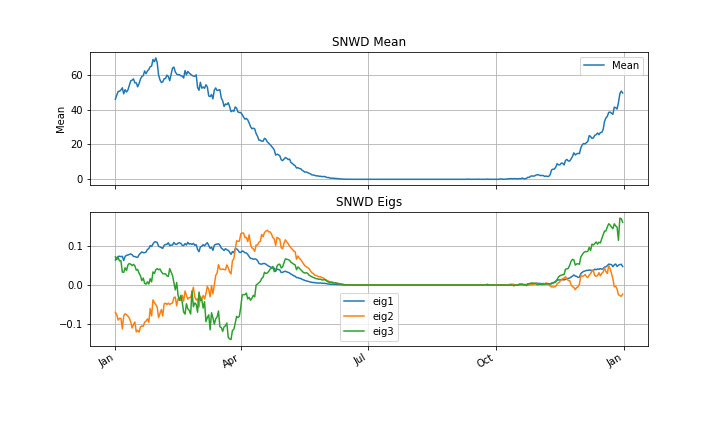 SNWD Mean
60
40
20
0
Mean
Mean
SNWD Eigs
0.1
0.0
−0.1
eig1
eig2
eig3
Jan
Apr
Jul
Oct
Jan